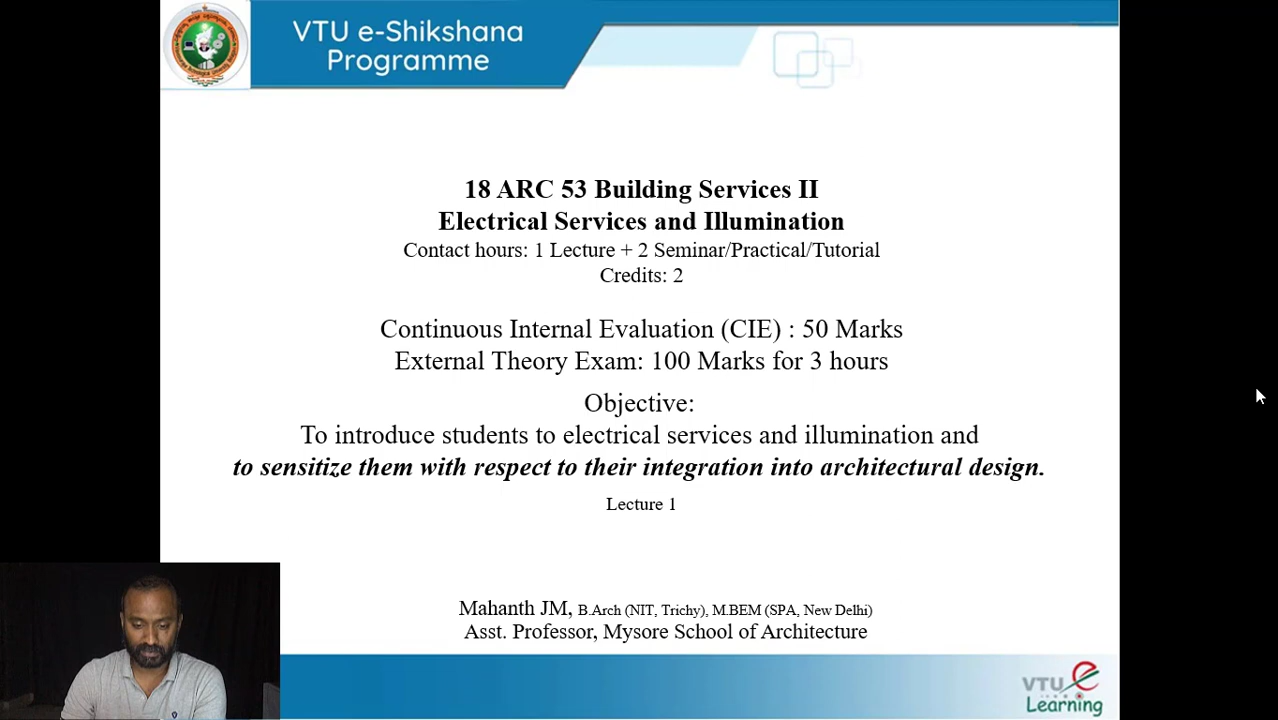 VTU e-Shikshana
Programme
18 ARC 53 Building Services II
Electrical Services and Illumination
Contact hours: 1 Lecture + 2 Seminar/Practical/Tutorial
Credits: 2
Continuous Internal Evaluation (CIE) : 50 Marks
External Theory Exam: 100 Marks for 3 hours
Objective:
To introduce students to electrical services and illumination and
to sensitize them with respect to their integration into architectural design.
Lecture 1
Mahanth JM, B.Arch (NIT, Trichy), M.BEM (SPA, New Delhi)
Asst. Professor, Mysore School of Architecture
VTU e
Learning